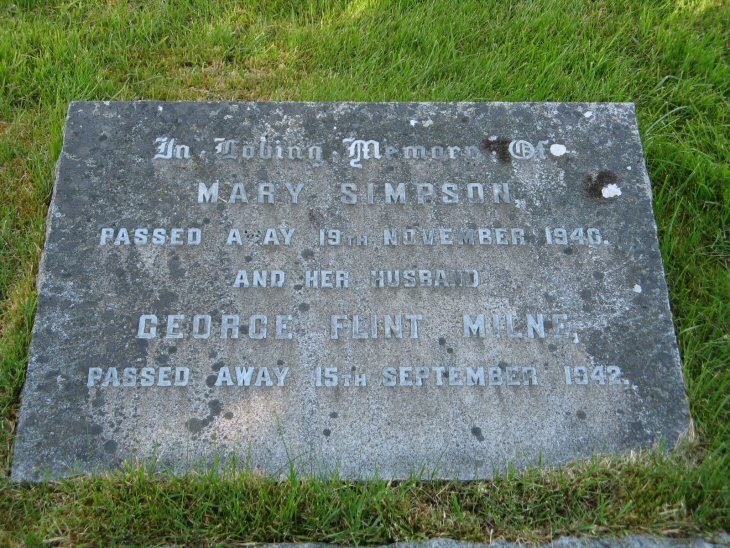 In Loving Memory Of
MARY SIMPSON,
PASSED AWAY 19TH NOVEMBER 1940.
AND HER HUSBAND
GEORGE FLINT MILNE,
PASSED AWAY 15TH SEPTEMBER 1942.